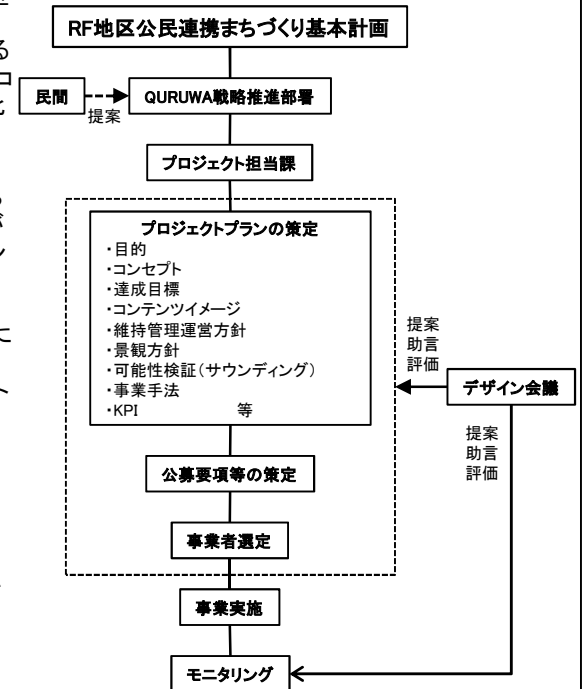 RF地区公民連携まちづくり基本計画
民間
提案
QURUWA戦略推進部署
プロジェクト担当課
プロジェクトプランの策定
・目的
・コンセプト
・達成目標
・コンテンツイメージ
・維持管理運営方針
・景観方針
・可能性検証（サウンディング）
・事業手法
・KPI 等
提案
助言
評価
デザイン会議
提案
助言
評価
公募要項等の策定
事業者選定
事業実施
モニタリング